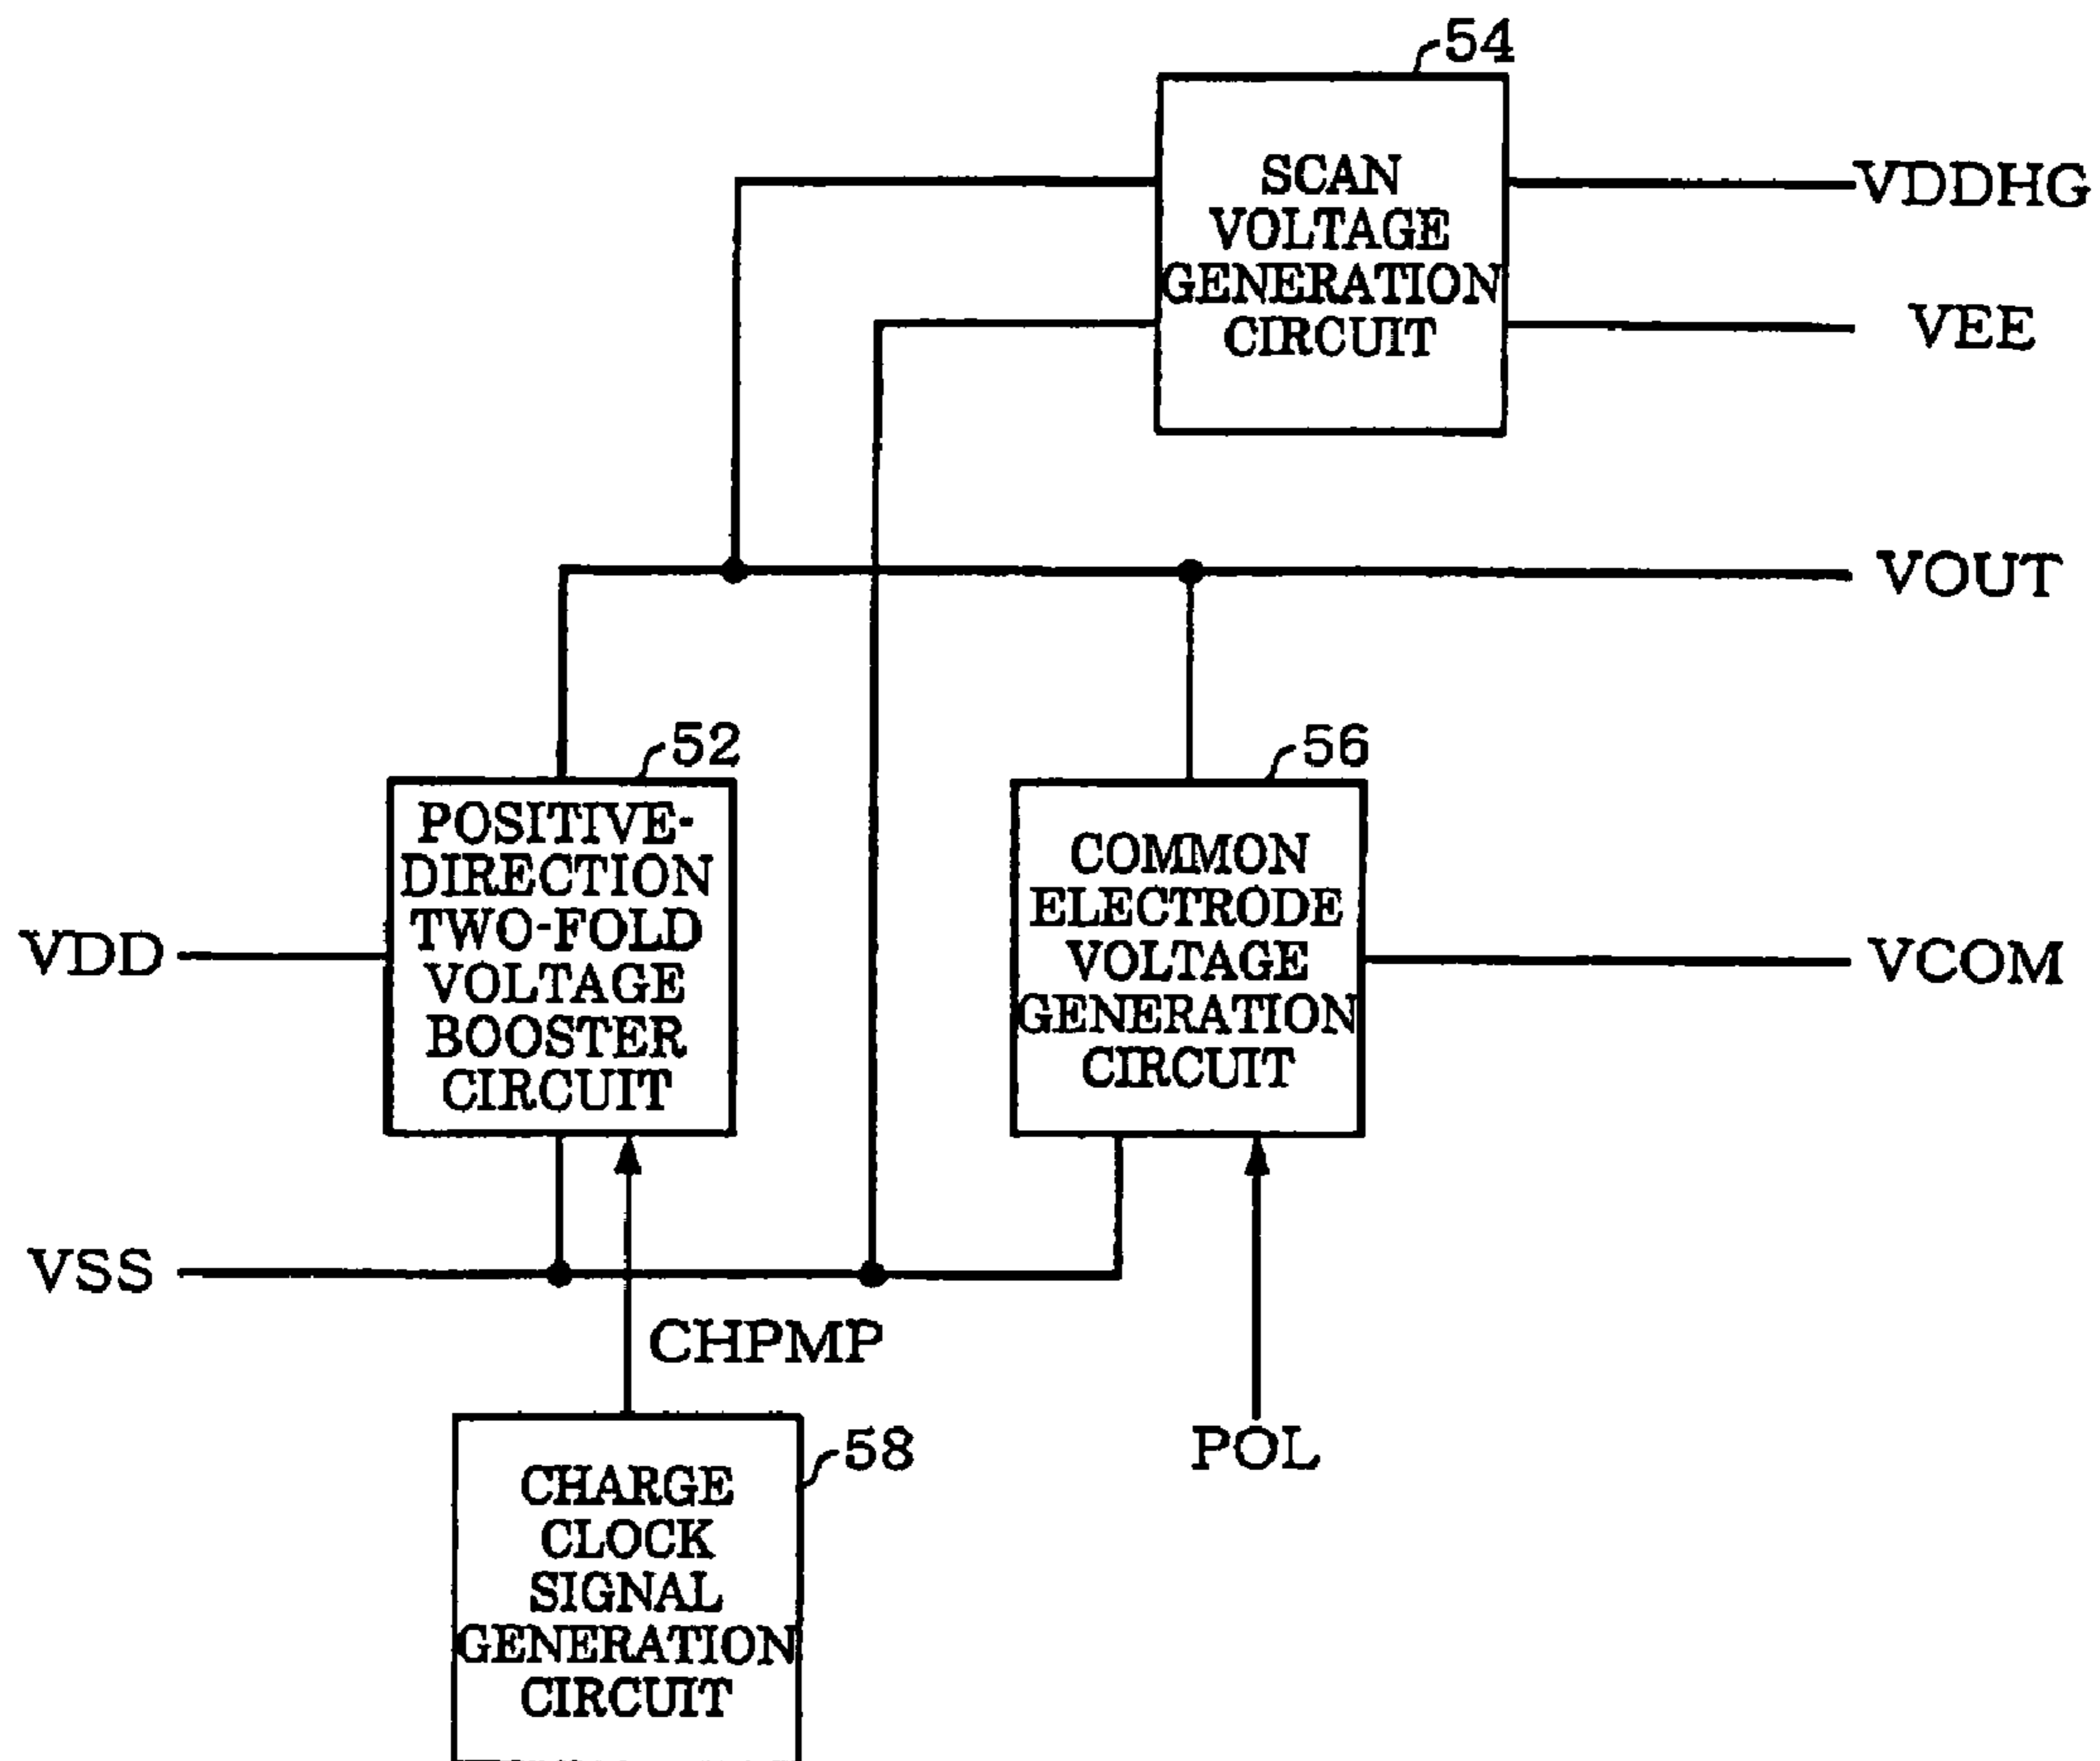 54
SCAN
VOLTAGE
GENERATION
CIRCUIT
VDDHG
VEE
VOUT
52
POSITIVE-
DIRECTION
TWO-FOLD
VOLTAGE
BOOSTER
CIRCUIT
56
COMMON
ELECTRODE
VOLTAGE
GENERATION
CIRCUIT
VDD
VCOM
VSS
CHPMP
POL
58
CHARGE
CLOCK
SIGNAL
GENERATION
CIRCUIT